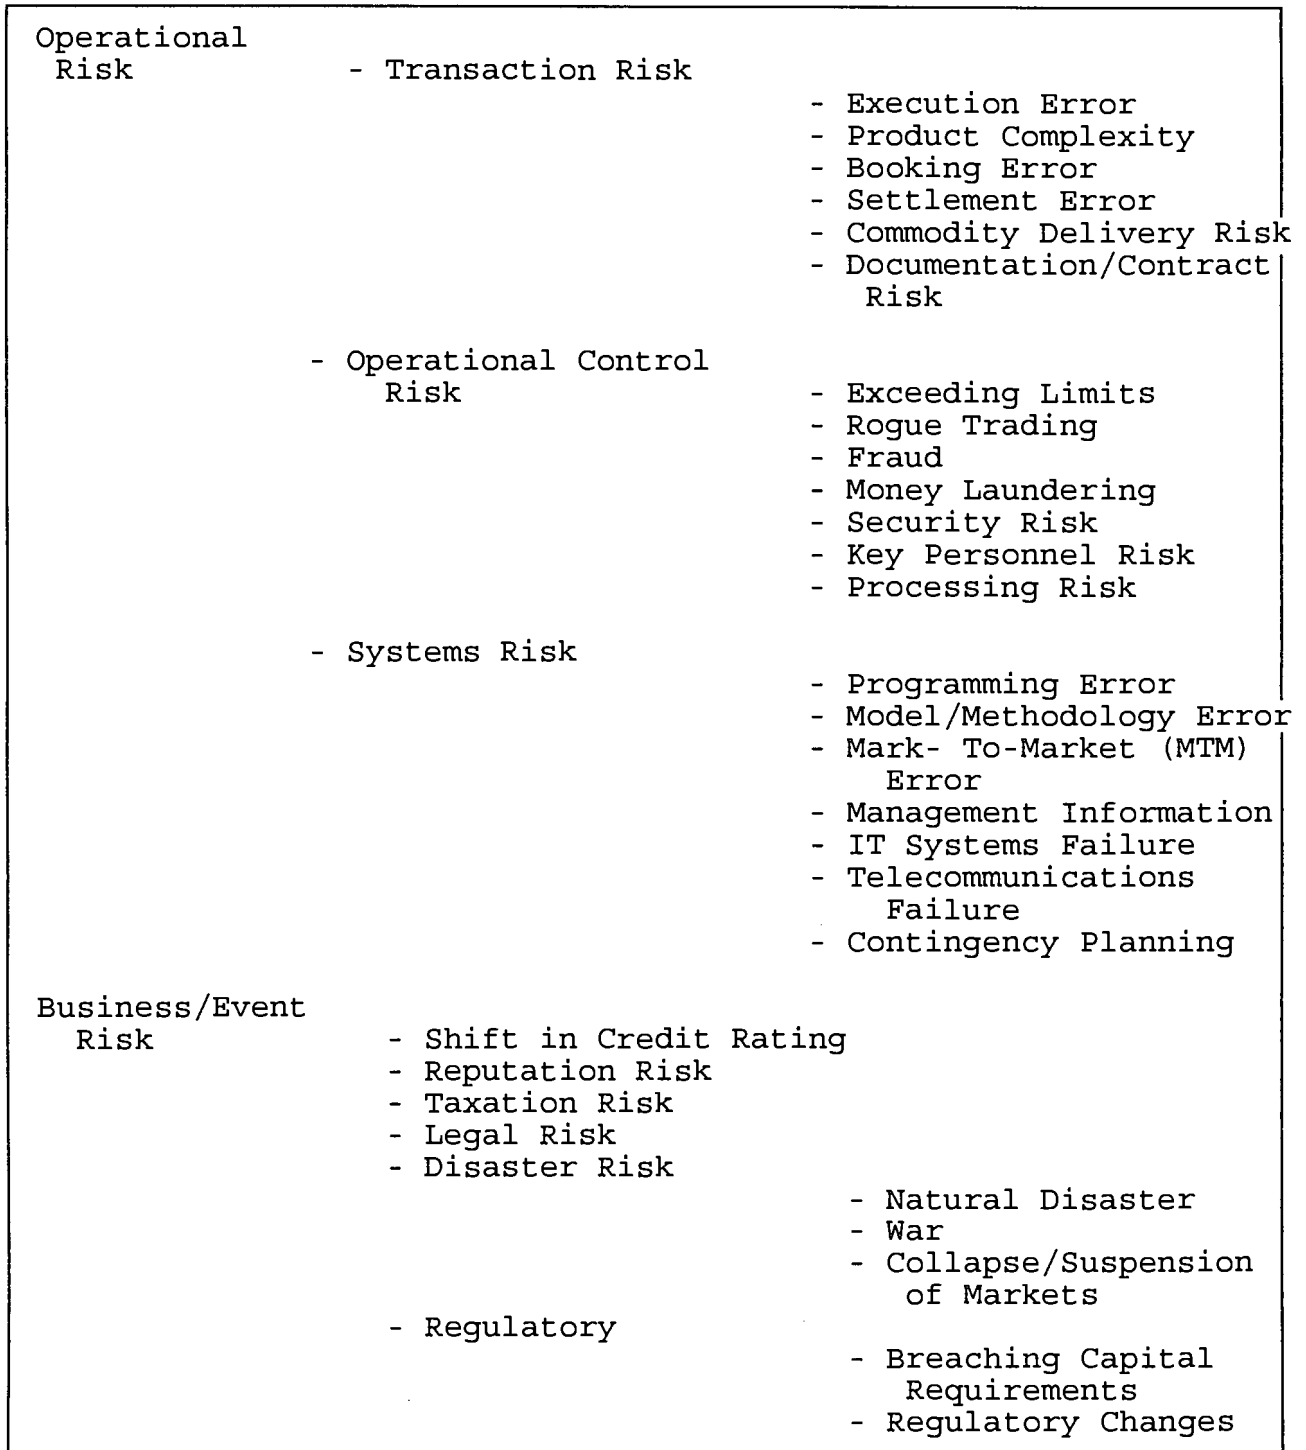 Operational
Risk - Transaction Risk
- Execution Error
- Product Complexity
- Booking Error
- Settlement Error
- Commodity Delivery Risk
- Documentation/Contract
Risk
- Operational Control
Risk - Exceeding Limits
- Rogue Trading
- Fraud
- Money Laundering
- Security Risk
- Key Personnel Risk
- Processing Risk
- Systems Risk
- Programming Error
- Model/Methodology Error
- Mark- To-Market (MTM)
Error
- Management Information
- IT Systems Failure
- Telecommunications
Failure
- Contingency Planning
Business/Event
Risk - Shift in Credit Rating
- Reputation Risk
- Taxation Risk
- Legal Risk
- Disaster Risk
- Natural Disaster
- War
- Collapse/Suspension
of Markets
- Regulatory
- Breaching Capital
Requirements
- Regulatory Changes